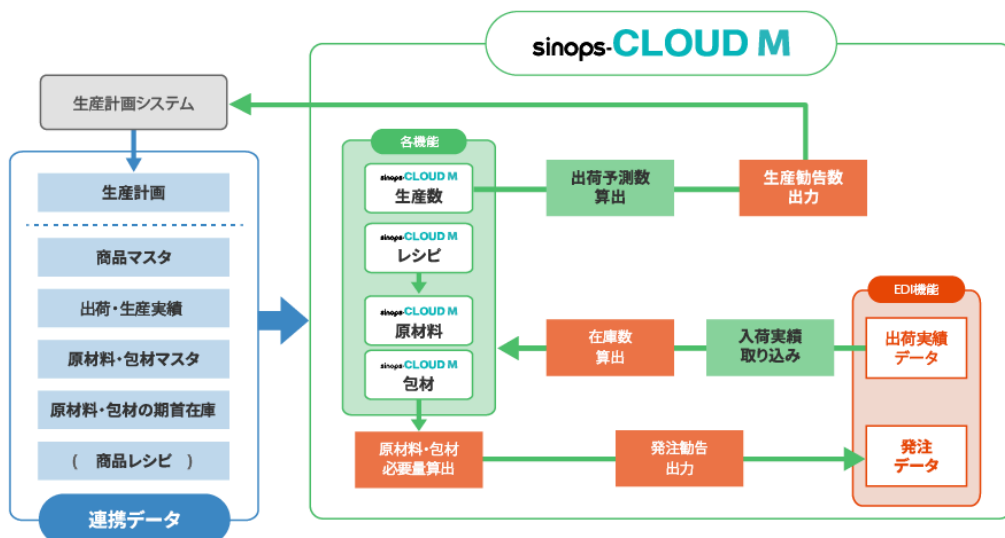 sinops-CLOUD M
生産計画システム
生産計画
商品マスタ
出荷・生産実績
原材料・包材マスタ
原材料・包材の期首在庫
( 商品レシピ )
連携データ
各機能
sinops-CLOUD M
生産数
sinops-CLOUD M
レシピ
sinops-CLOUD M
原材料
sinops-CLOUD M
包材
出荷予測数
算出
生産勧告数
出力
在庫数
算出
入荷実績
取り込み
EDI機能
出荷実績
データ
原材料・包材
必要量算出
発注勧告
出力
発注
データ